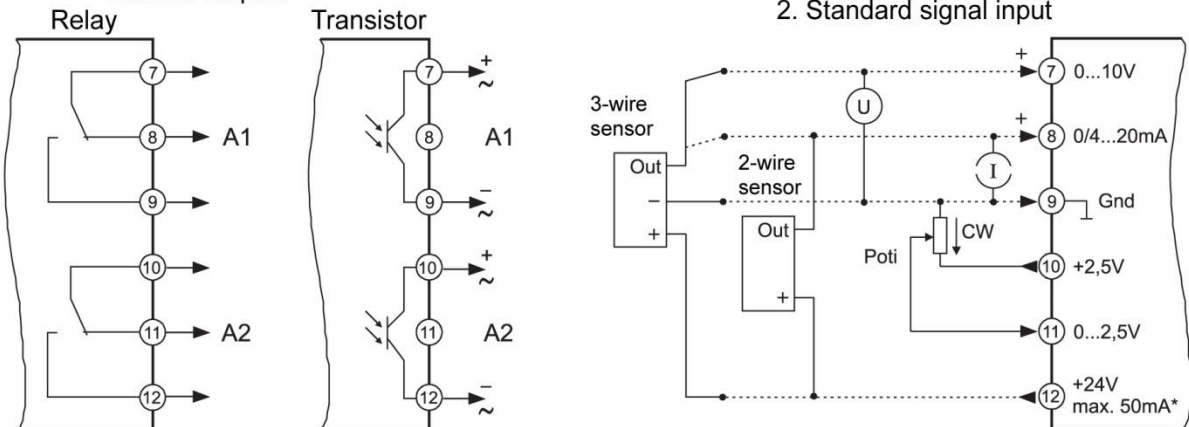 Relay
7
8
A1
9
10
11
A2
12
Transistor
7
+
~
8
A1
9
−
~
10
+
~
11
A2
12
−
~
2. Standard signal input
3-wire
sensor
Out
−
+
2-wire
sensor
Out
+
U
I
Poti
CW
+
7 0...10V
+
8 0/4...20mA
9 Gnd
10 +2,5V
11 0...2,5V
12 +24V
max. 50mA*